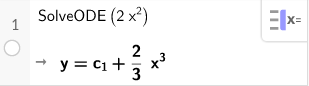 1
SolveODE (2 x²)
x=
→ y = c₁ + 2/3 x³